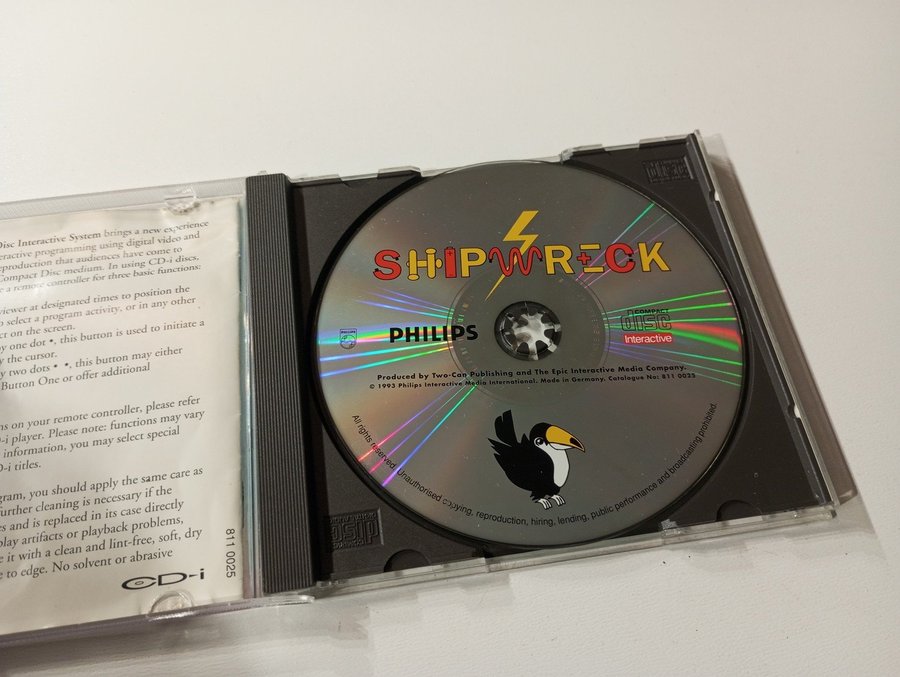 Disc Interactive System brings a new experience
eractive programming using digital video and
eproduction that audiences have come to
Compact Disc medium. In using CD-i discs,
e a remote controller for three basic functions:
viewer at designated times to position the
o select a program activity, or in any other
ct on the screen.
y one dot •, this button is used to initiate a
y the cursor.
y two dots • •, this button may either
Button One or offer additional
ns on your remote controller, please refer
D-i player. Please note: functions may vary
information, you may select special
D-i titles.
gram, you should apply the same care as
further cleaning is necessary if the
es and is replaced in its case directly
play artifacts or playback problems,
e it with a clean and lint-free, soft, dry
e to edge. No solvent or abrasive
CD-i
811 0025
SHIPWRECK
PHILIPS
PHILIPS
COMPACT
disc
Interactive
Produced by Two-Can Publishing and The Epic Interactive Media Company.
© 1993 Philips Interactive Media International. Made in Germany. Catalogue No: 811 0025
All rights reserved. Unauthorised copying, reproduction, hiring, lending, public performance and broadcasting prohibited.
disc
disc